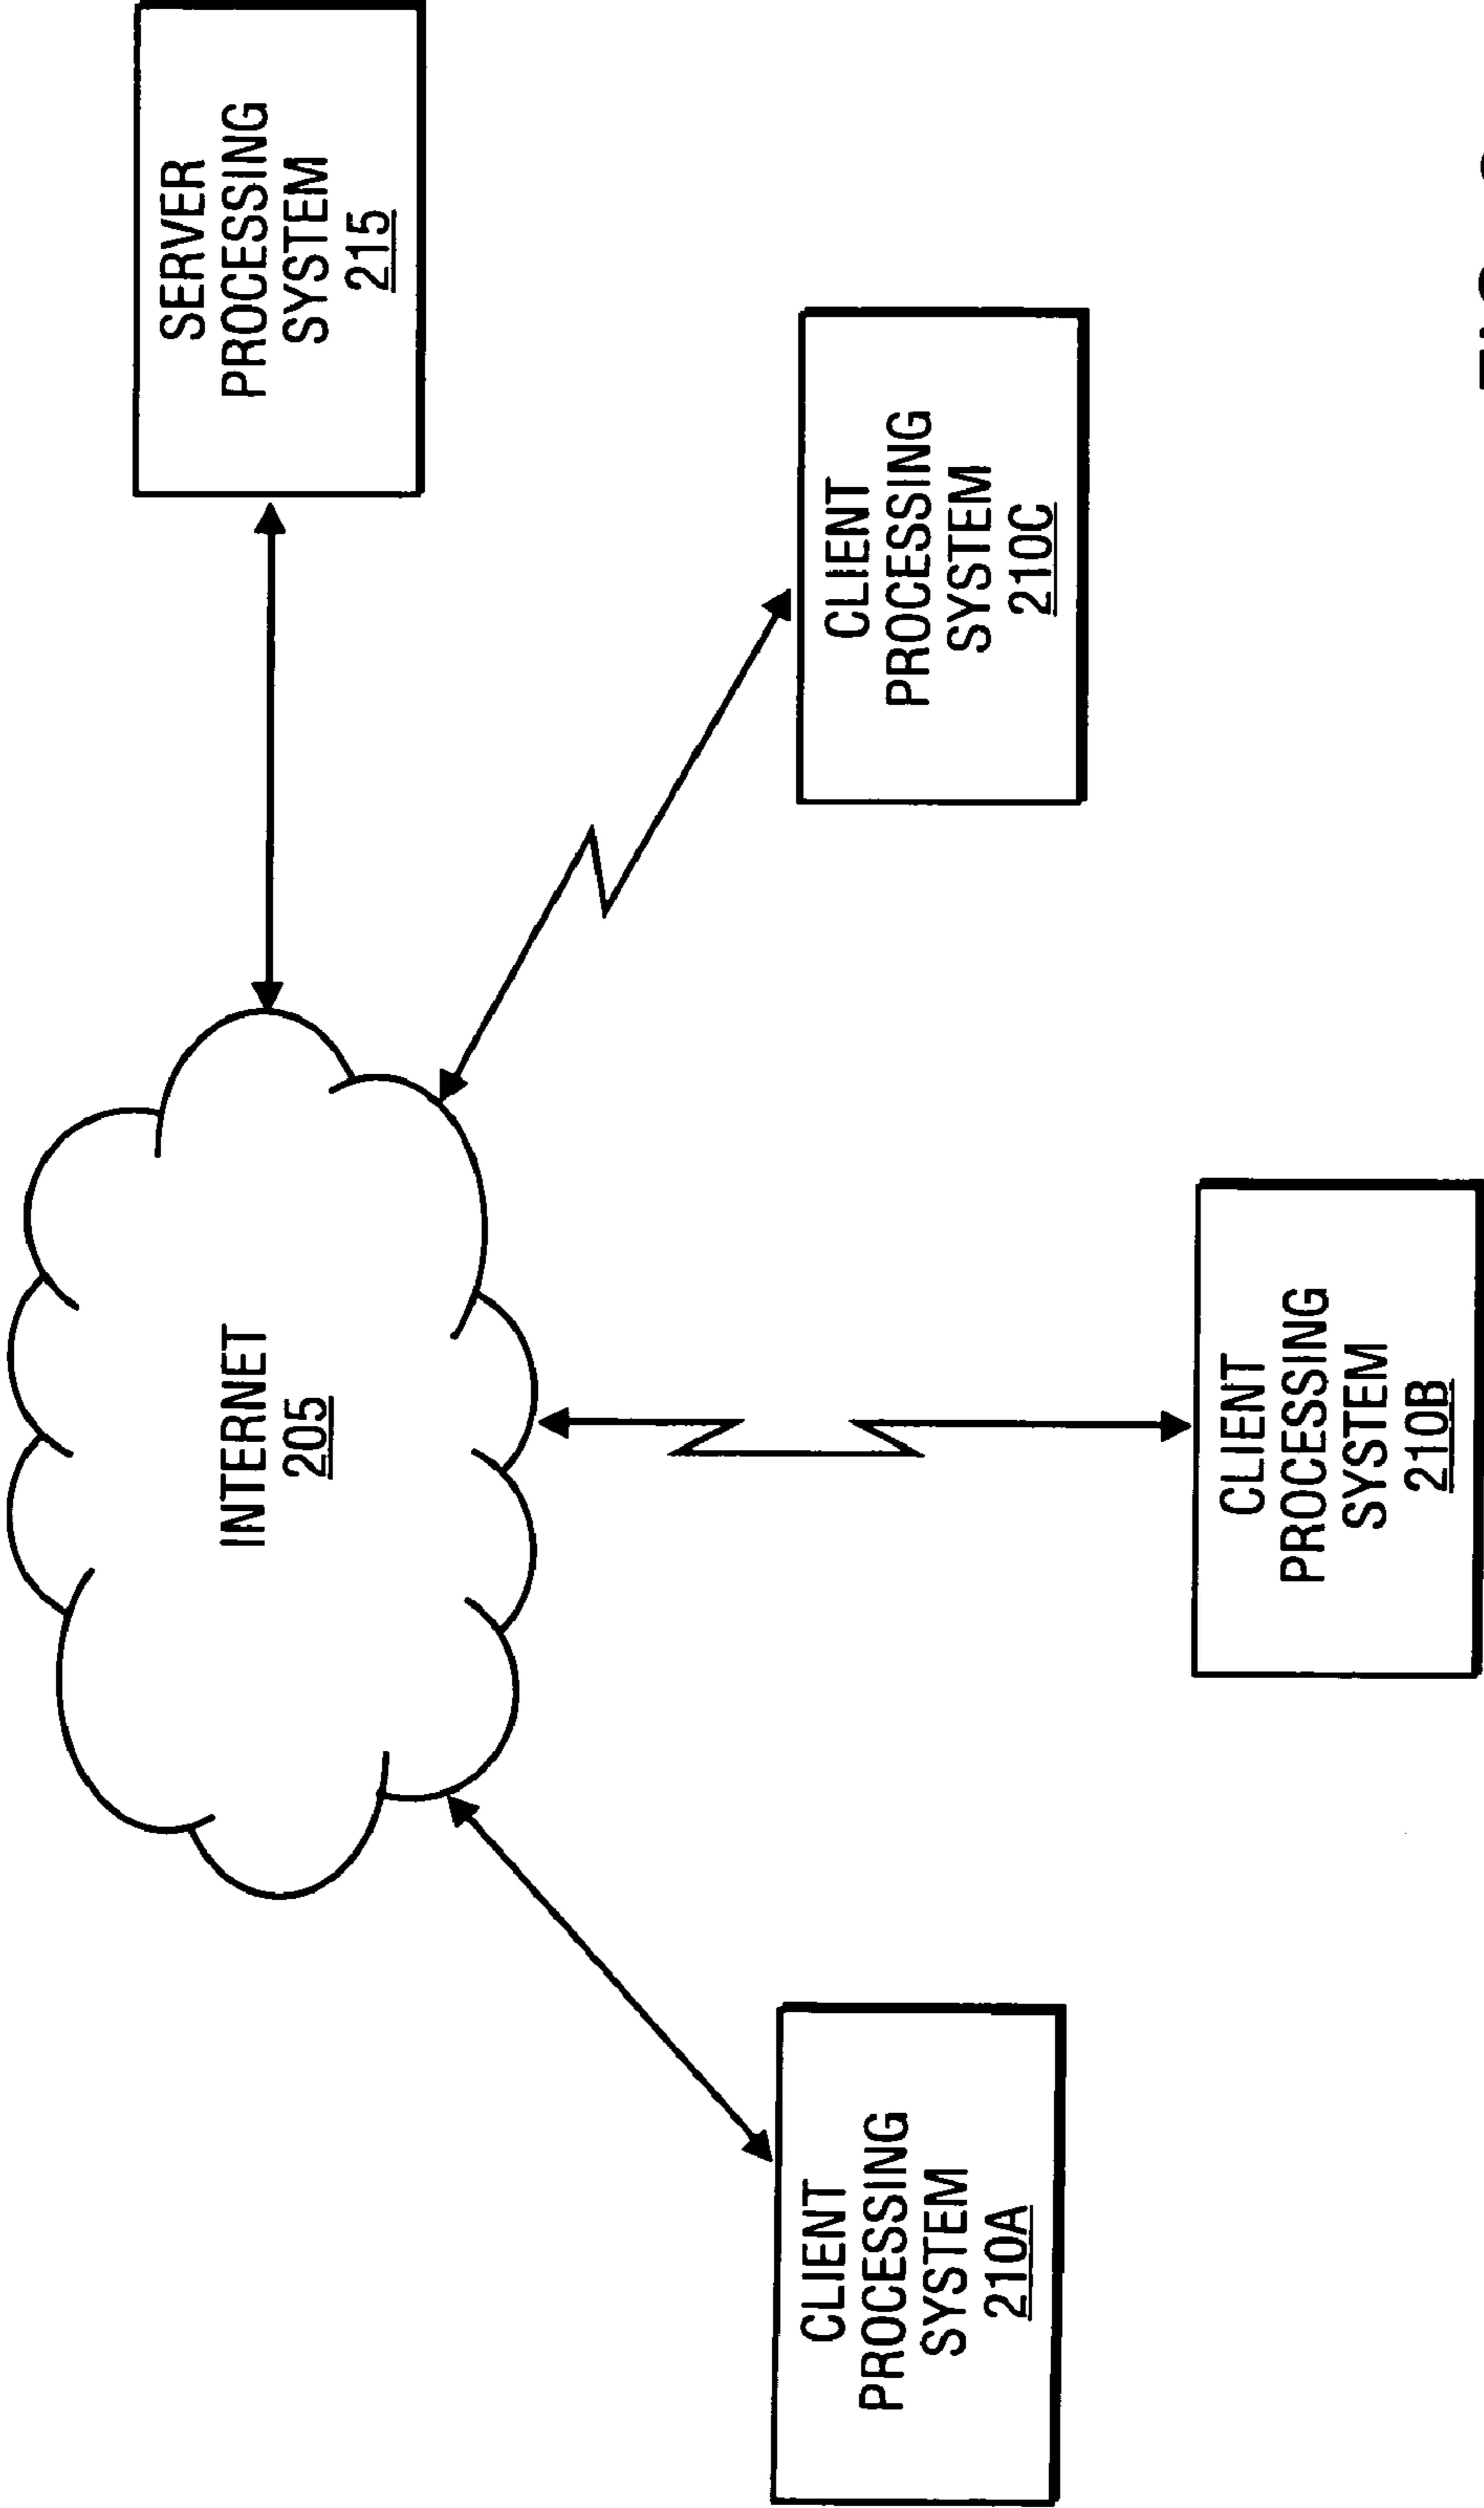 INTERNET
205
SERVER
PROCESSING
SYSTEM
215
CLIENT
PROCESSING
SYSTEM
210A
CLIENT
PROCESSING
SYSTEM
210B
CLIENT
PROCESSING
SYSTEM
210C